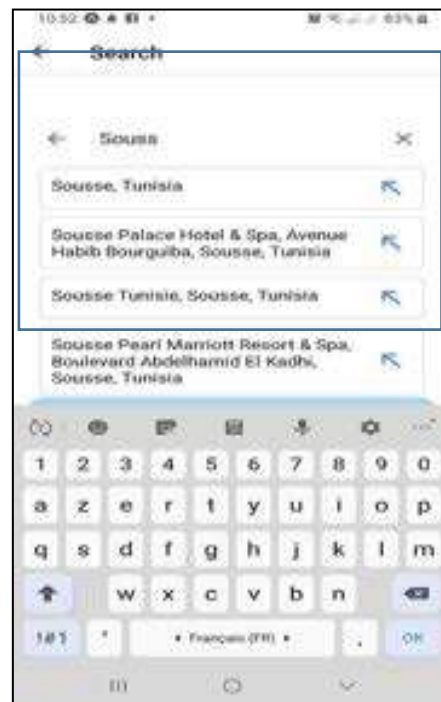 10:52
83%
Search
Souss
Sousse, Tunisia
Sousse Palace Hotel & Spa, Avenue
Habib Bourguiba, Sousse, Tunisia
Sousse Tunisie, Sousse, Tunisia
Sousse Pearl Marriott Resort & Spa,
Boulevard Abdelhamid El Kadhi,
Sousse, Tunisia
1 2 3 4 5 6 7 8 9 0
a z e r t y u i o p
q s d f g h j k l m
w x c v b n
!#1 ' Français (FR) . OK